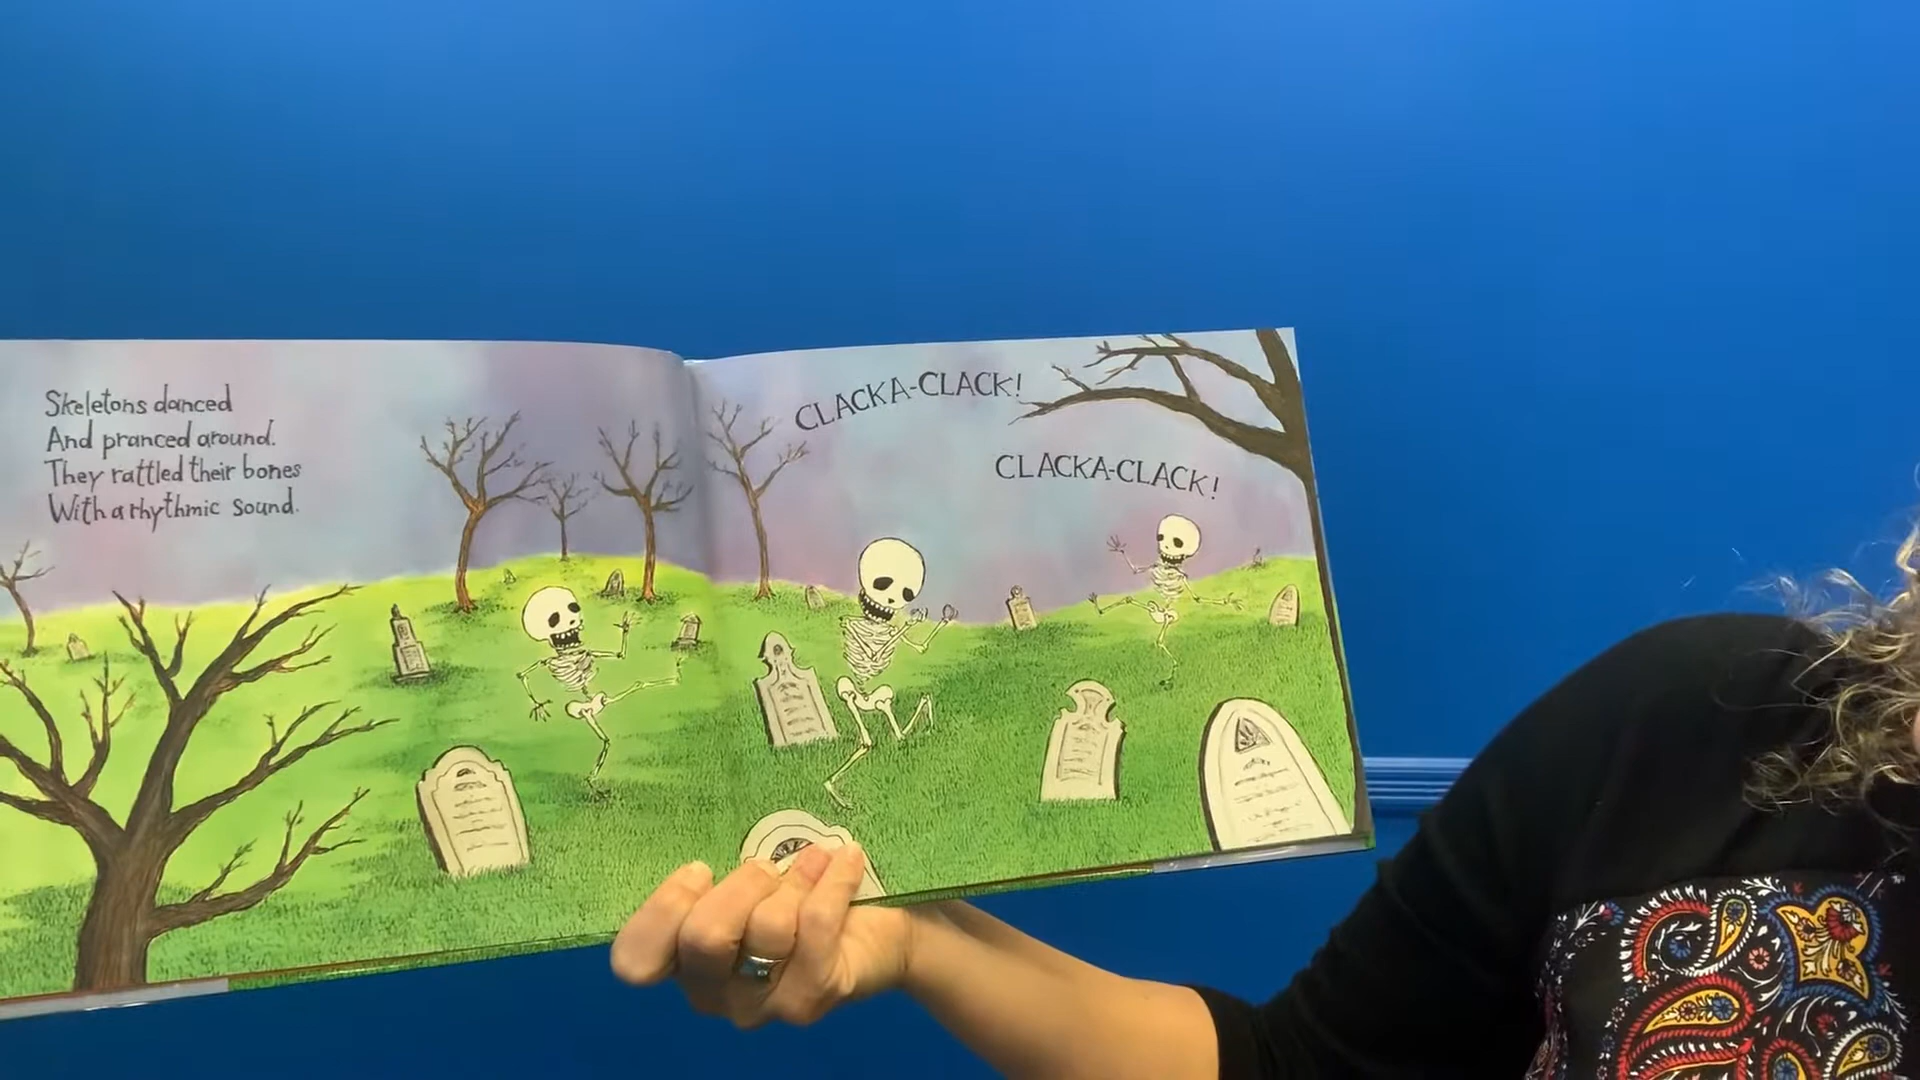 Skeletons danced
And pranced around.
They rattled their bones
With a rhythmic sound.
CLACKA-CLACK!
CLACKA-CLACK!